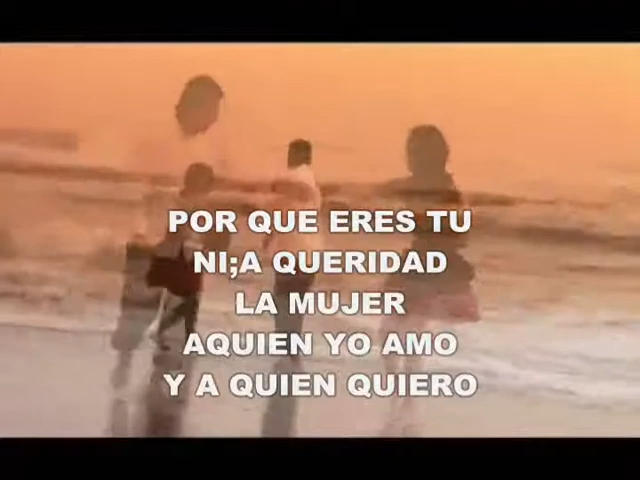 POR QUE ERES TU
NI;A QUERIDAD
LA MUJER
AQUIEN YO AMO
Y A QUIEN QUIERO